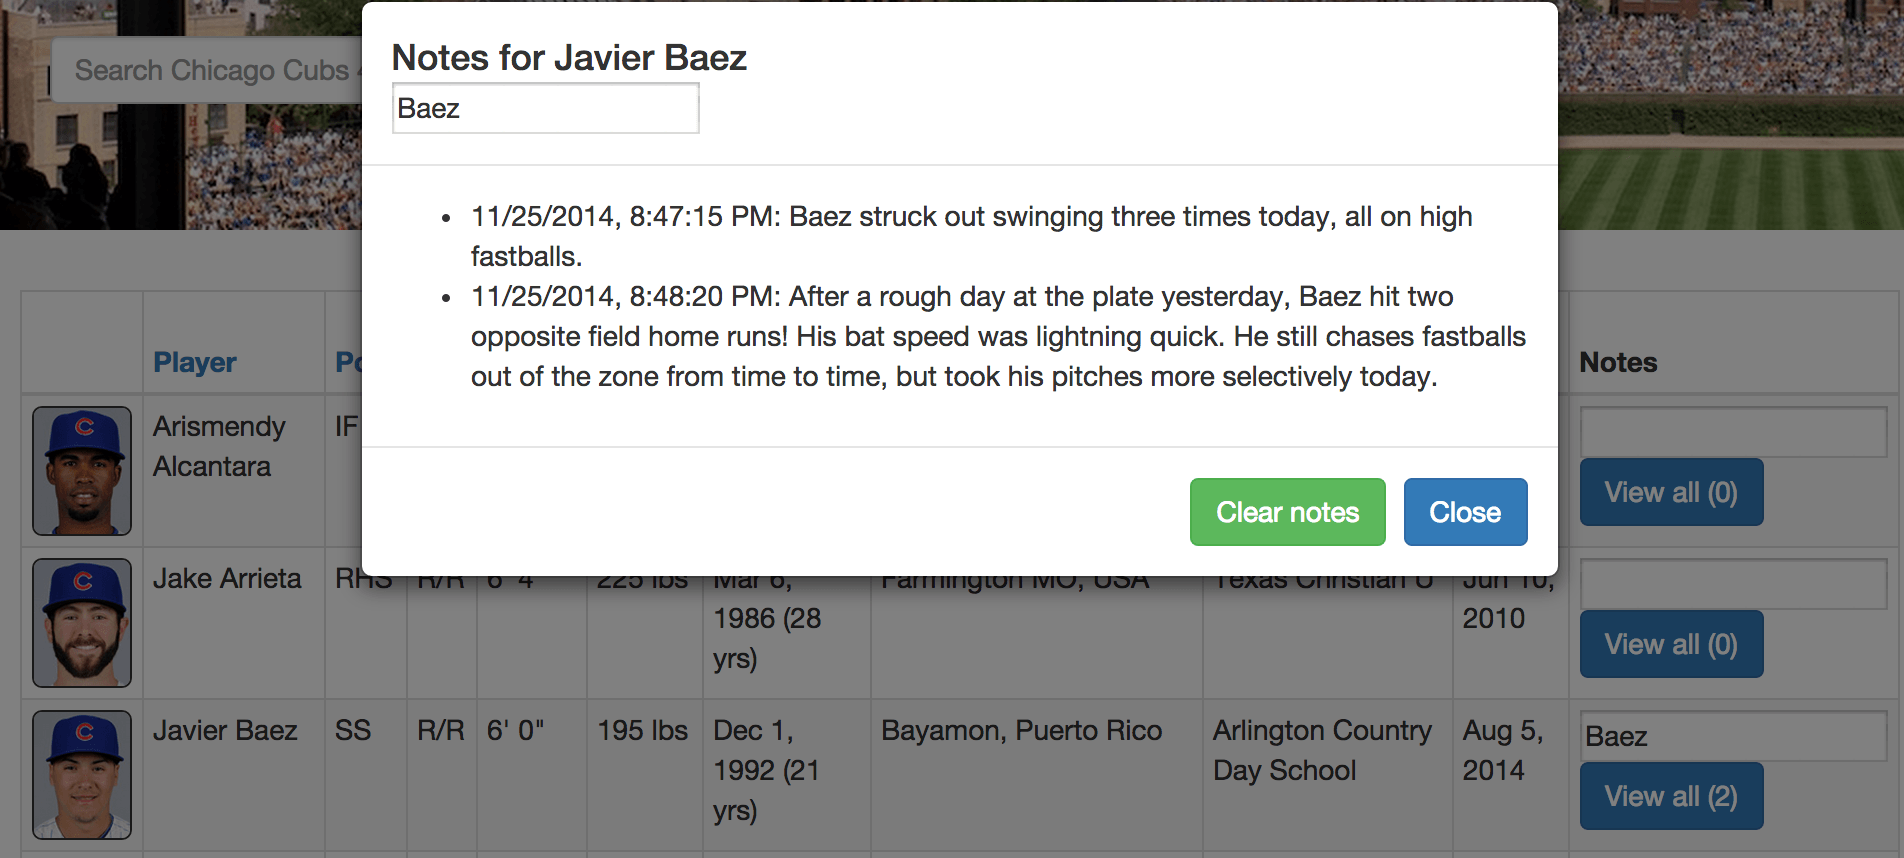 Search Chicago Cubs
Notes for Javier Baez
Baez
• 11/25/2014, 8:47:15 PM: Baez struck out swinging three times today, all on high
fastballs.
• 11/25/2014, 8:48:20 PM: After a rough day at the plate yesterday, Baez hit two
opposite field home runs! His bat speed was lightning quick. He still chases fastballs
out of the zone from time to time, but took his pitches more selectively today.
Clear notes Close
Player Notes
Arismendy IF
Alcantara
View all (0)
Jake Arrieta RHS R/R 6' 4" 225 lbs Mar 6, Farmington MO, USA Texas Christian U Jun 10,
1986 (28 2010
yrs)
View all (0)
Javier Baez SS R/R 6' 0" 195 lbs Dec 1, Bayamon, Puerto Rico Arlington Country Aug 5, Baez
1992 (21 Day School 2014
yrs)
View all (2)